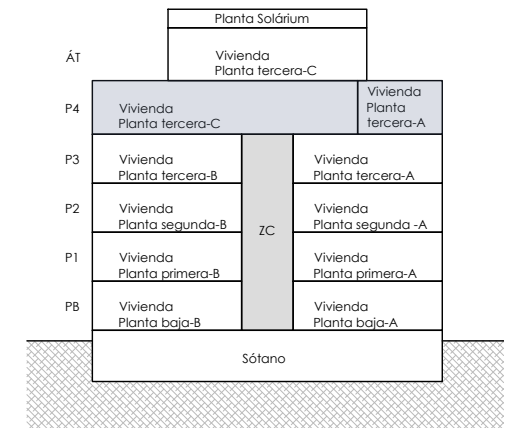 Planta Solárium
ÁT
Vivienda
Planta tercera-C
P4
Vivienda
Planta tercera-C
Vivienda
Planta
tercera-A
P3
Vivienda
Planta tercera-B
Vivienda
Planta tercera-A
P2
Vivienda
Planta segunda-B
ZC
Vivienda
Planta segunda -A
P1
Vivienda
Planta primera-B
Vivienda
Planta primera-A
PB
Vivienda
Planta baja-B
Vivienda
Planta baja-A
Sótano